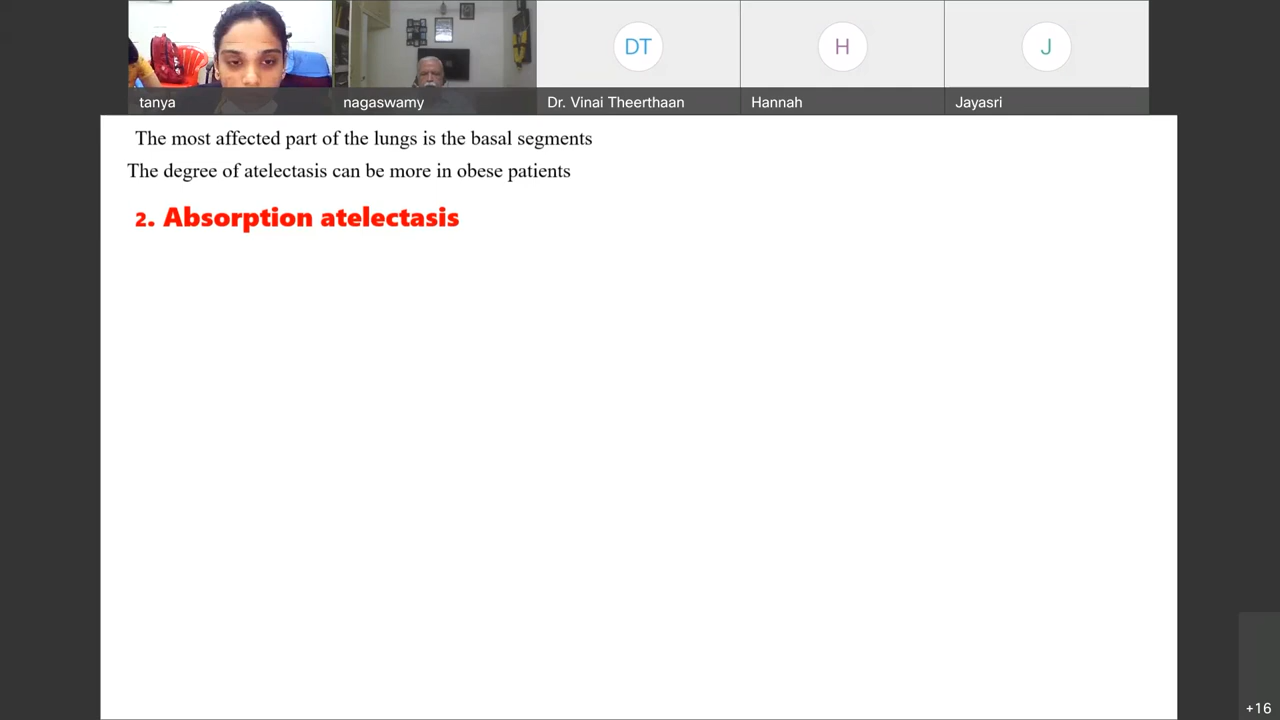 DT
H
J
tanya
nagaswamy
Dr. Vinai Theerthaan
Hannah
Jayasri
The most affected part of the lungs is the basal segments
The degree of atelectasis can be more in obese patients
2. Absorption atelectasis
+16